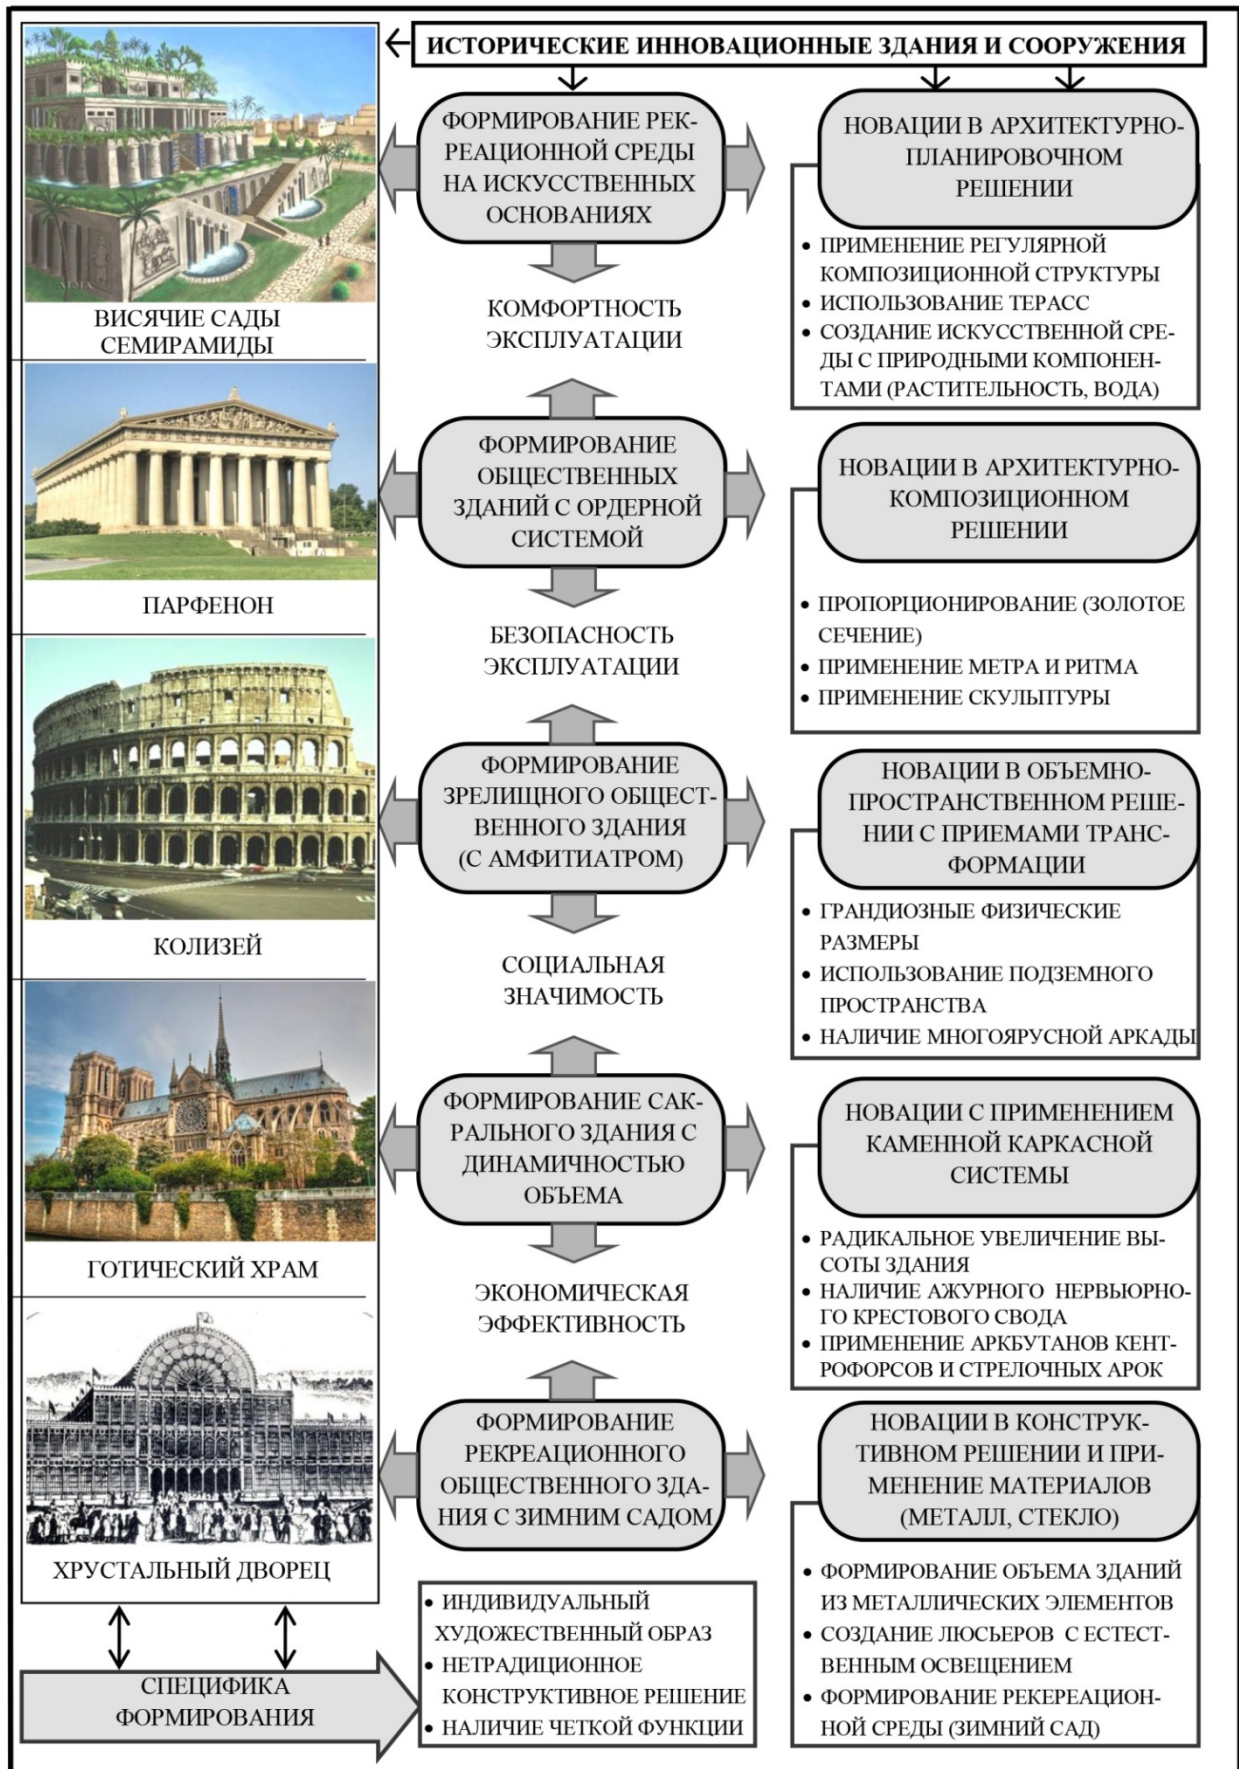 ИСТОРИЧЕСКИЕ ИННОВАЦИОННЫЕ ЗДАНИЯ И СООРУЖЕНИЯ
ВИСЯЧИЕ САДЫ
СЕМИРАМИДЫ
ФОРМИРОВАНИЕ РЕК-
РЕАЦИОННОЙ СРЕДЫ
НА ИСКУССТВЕННЫХ
ОСНОВАНИЯХ
НОВАЦИИ В АРХИТЕКТУРНО-
ПЛАНИРОВОЧНОМ
РЕШЕНИИ
• ПРИМЕНЕНИЕ РЕГУЛЯРНОЙ
КОМПОЗИЦИОННОЙ СТРУКТУРЫ
• ИСПОЛЬЗОВАНИЕ ТЕРАСС
• СОЗДАНИЕ ИСКУССТВЕННОЙ СРЕ-
ДЫ С ПРИРОДНЫМИ КОМПОНЕН-
ТАМИ (РАСТИТЕЛЬНОСТЬ, ВОДА)
КОМФОРТНОСТЬ
ЭКСПЛУАТАЦИИ
ПАРФЕНОН
ФОРМИРОВАНИЕ
ОБЩЕСТВЕННЫХ
ЗДАНИЙ С ОРДЕРНОЙ
СИСТЕМОЙ
НОВАЦИИ В АРХИТЕКТУРНО-
КОМПОЗИЦИОННОМ
РЕШЕНИИ
• ПРОПОРЦИОНИРОВАНИЕ (ЗОЛОТОЕ
СЕЧЕНИЕ)
• ПРИМЕНЕНИЕ МЕТРА И РИТМА
• ПРИМЕНЕНИЕ СКУЛЬПТУРЫ
БЕЗОПАСНОСТЬ
ЭКСПЛУАТАЦИИ
КОЛИЗЕЙ
ФОРМИРОВАНИЕ
ЗРЕЛИЩНОГО ОБЩЕСТ-
ВЕННОГО ЗДАНИЯ
(С АМФИТИАТРОМ)
НОВАЦИИ В ОБЪЕМНО-
ПРОСТРАНСТВЕННОМ РЕШЕ-
НИИ С ПРИЕМАМИ ТРАНС-
ФОРМАЦИИ
• ГРАНДИОЗНЫЕ ФИЗИЧЕСКИЕ
РАЗМЕРЫ
• ИСПОЛЬЗОВАНИЕ ПОДЗЕМНОГО
ПРОСТРАНСТВА
• НАЛИЧИЕ МНОГОЯРУСНОЙ АРКАДЫ
СОЦИАЛЬНАЯ
ЗНАЧИМОСТЬ
ГОТИЧЕСКИЙ ХРАМ
ФОРМИРОВАНИЕ САК-
РАЛЬНОГО ЗДАНИЯ С
ДИНАМИЧНОСТЬЮ
ОБЪЕМА
НОВАЦИИ С ПРИМЕНЕНИЕМ
КАМЕННОЙ КАРКАСНОЙ
СИСТЕМЫ
• РАДИКАЛЬНОЕ УВЕЛИЧЕНИЕ ВЫ-
СОТЫ ЗДАНИЯ
• НАЛИЧИЕ АЖУРНОГО НЕРВЬЮРНО-
ГО КРЕСТОВОГО СВОДА
• ПРИМЕНЕНИЕ АРКБУТАНОВ КЕНТ-
РОФОРСОВ И СТРЕЛОЧНЫХ АРОК
ЭКОНОМИЧЕСКАЯ
ЭФФЕКТИВНОСТЬ
ХРУСТАЛЬНЫЙ ДВОРЕЦ
ФОРМИРОВАНИЕ
РЕКРЕАЦИОННОГО
ОБЩЕСТВЕННОГО ЗДА-
НИЯ С ЗИМНИМ САДОМ
НОВАЦИИ В КОНСТРУК-
ТИВНОМ РЕШЕНИИ И ПРИ-
МЕНЕНИЕ МАТЕРИАЛОВ
(МЕТАЛЛ, СТЕКЛО)
• ФОРМИРОВАНИЕ ОБЪЕМА ЗДАНИЙ
ИЗ МЕТАЛЛИЧЕСКИХ ЭЛЕМЕНТОВ
• СОЗДАНИЕ ЛЮСЬЕРОВ С ЕСТЕСТ-
ВЕННЫМ ОСВЕЩЕНИЕМ
• ФОРМИРОВАНИЕ РЕКЕРЕАЦИОН-
НОЙ СРЕДЫ (ЗИМНИЙ САД)
СПЕЦИФИКА
ФОРМИРОВАНИЯ
• ИНДИВИДУАЛЬНЫЙ
ХУДОЖЕСТВЕННЫЙ ОБРАЗ
• НЕТРАДИЦИОННОЕ
КОНСТРУКТИВНОЕ РЕШЕНИЕ
• НАЛИЧИЕ ЧЕТКОЙ ФУНКЦИИ